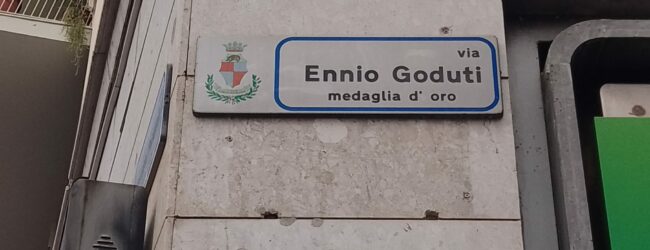 via
Ennio Goduti
medaglia d' oro